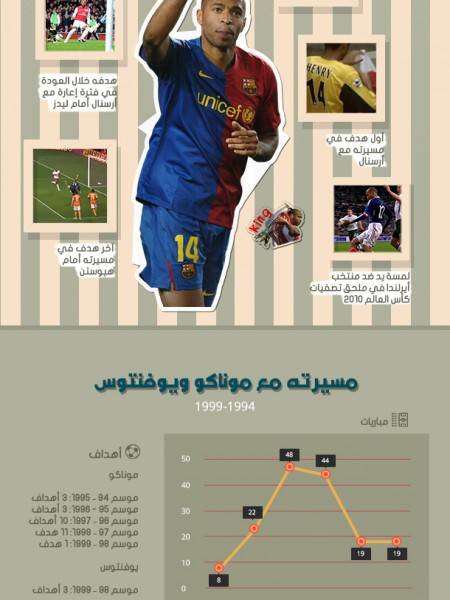 هدفه خلال العودة
في فترة إعارة مع
أرسنال أمام ليدز
HENRY
14
أول هدف في
مسيرته مع
أرسنال
unicef
14
king
آخر هدف في
مسيرته أمام
هيوستن
12
لمسة يد ضد منتخب
أيرلندا في ملحق تصفيات
كأس العالم 2010
مسيرته مع موناكو ويوفنتوس
1999-1994
مباريات
أهداف
موناكو
موسم 94 - 1995: 3 أهداف
موسم 95 - 1996: 3 أهداف
موسم 96 - 1997: 10 أهداف
موسم 97 - 1998: 11 هدف
موسم 98 - 1999: 1 هدف
يوفنتوس
موسم 98 - 1999: 3 أهداف
50
40
30
20
10
0
8
22
48
44
19
19